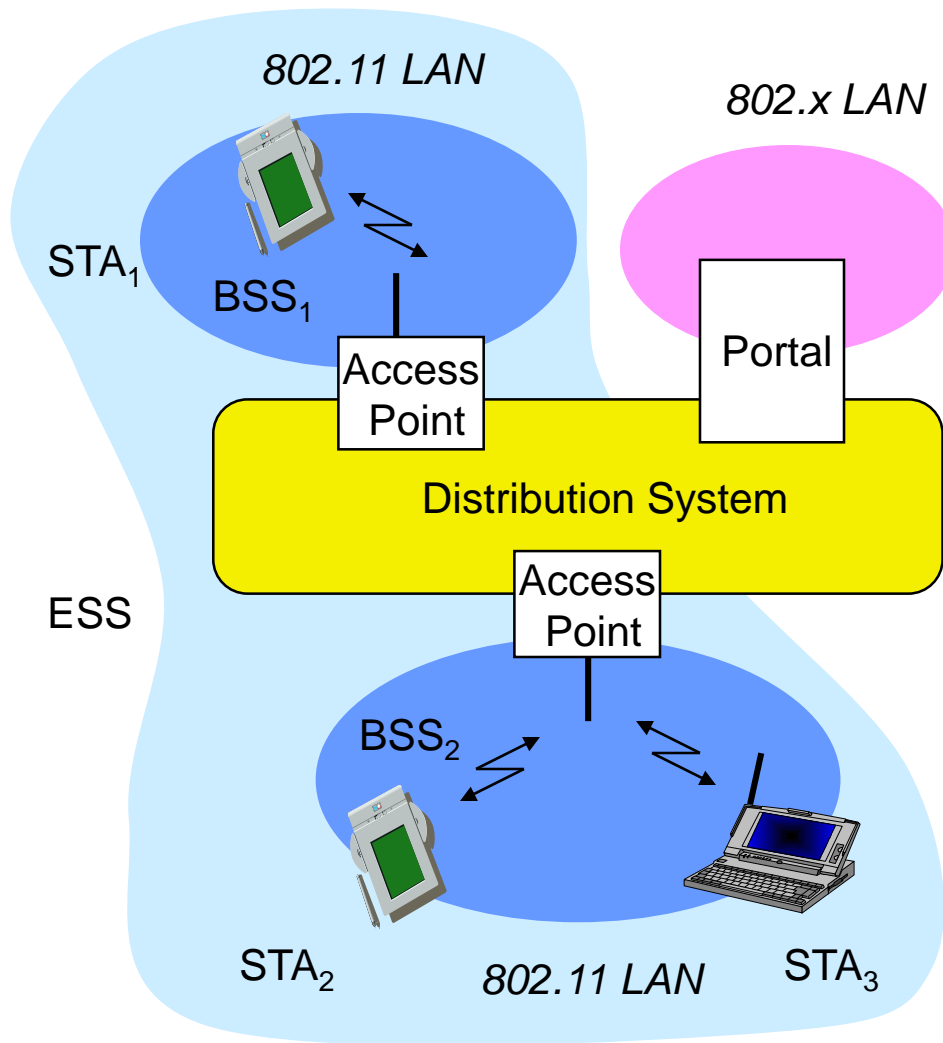 802.11 LAN
802.x LAN
STA₁
BSS₁
Access
Point
Portal
Distribution System
Access
Point
ESS
BSS₂
STA₂
802.11 LAN
STA₃